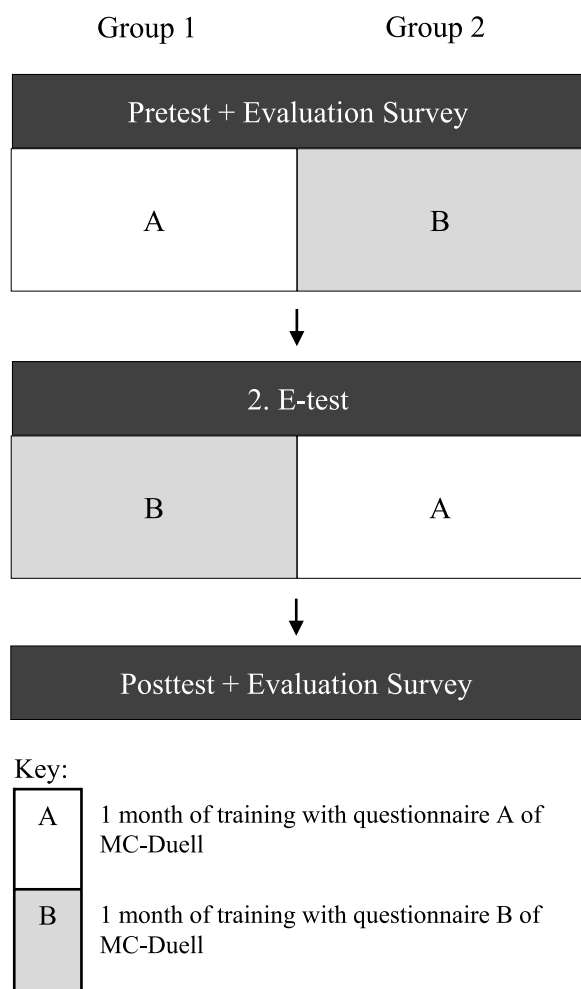 Group 1 Group 2
Pretest + Evaluation Survey
A B
2. E-test
B A
Posttest + Evaluation Survey
Key:
A 1 month of training with questionnaire A of
MC-Duell
B 1 month of training with questionnaire B of
MC-Duell